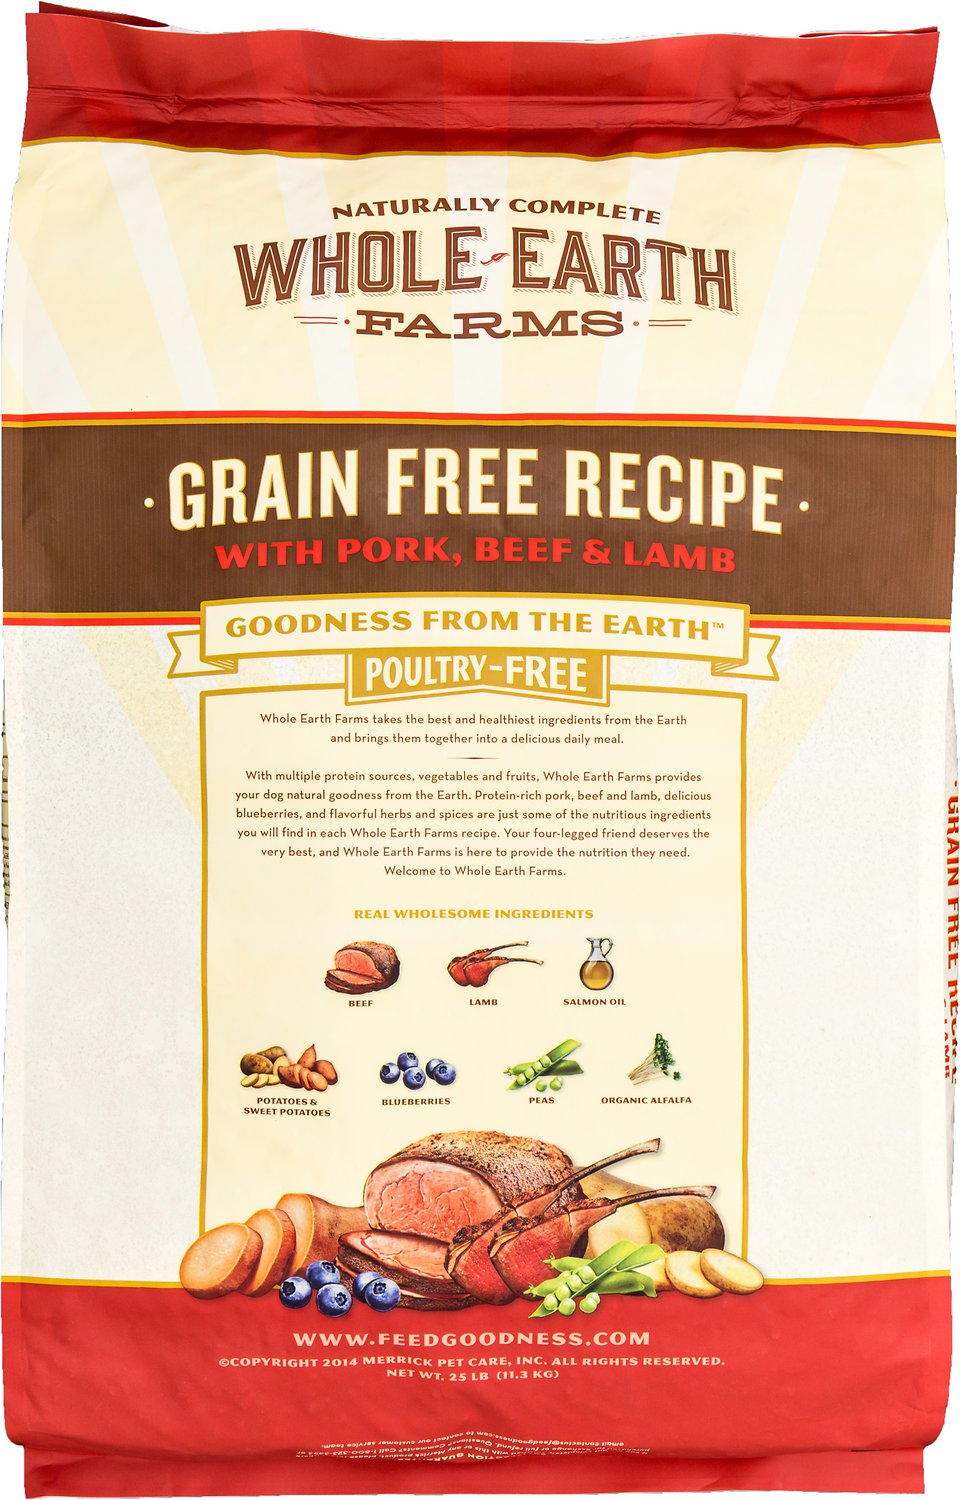 NATURALLY COMPLETE
WHOLE EARTH
FARMS
GRAIN FREE RECIPE
WITH PORK, BEEF & LAMB
GOODNESS FROM THE EARTH™
POULTRY-FREE
Whole Earth Farms takes the best and healthiest ingredients from the Earth
and brings them together into a delicious daily meal.
With multiple protein sources, vegetables and fruits, Whole Earth Farms provides
your dog natural goodness from the Earth. Protein-rich pork, beef and lamb, delicious
blueberries, and flavorful herbs and spices are just some of the nutritious ingredients
you will find in each Whole Earth Farms recipe. Your four-legged friend deserves the
very best, and Whole Earth Farms is here to provide the nutrition they need.
Welcome to Whole Earth Farms.
REAL WHOLESOME INGREDIENTS
BEEF
LAMB
SALMON OIL
POTATOES &
SWEET POTATOES
BLUEBERRIES
PEAS
ORGANIC ALFALFA
WWW.FEEDGOODNESS.COM
©COPYRIGHT 2014 MERRICK PET CARE, INC. ALL RIGHTS RESERVED.
NET WT. 25 LB (11.3 KG)
GRAIN FREE